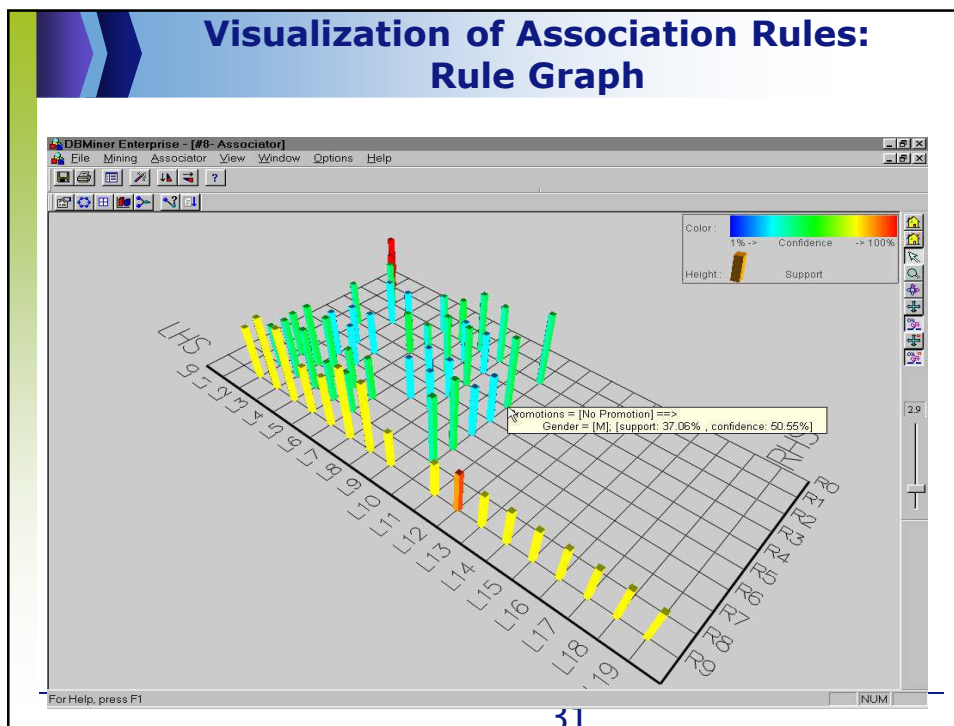 Visualization of Association Rules:
Rule Graph
DBMiner Enterprise - [#8- Associator]
File Mining Associator View Window Options Help
Color:
1% -> Confidence -> 100%
Height: Support
2.9
LHS
L0
L1
L2
L3
L4
L5
L6
L7
L8
L9
L10
L11
L12
L13
L14
L15
L16
L17
L18
L19
Promotions = [No Promotion] ==>
Gender = [M]; [support: 37.06% , confidence: 50.55%]
RHS
R0
R1
R2
R3
R4
R5
R6
R7
R8
R9
For Help, press F1
NUM
31